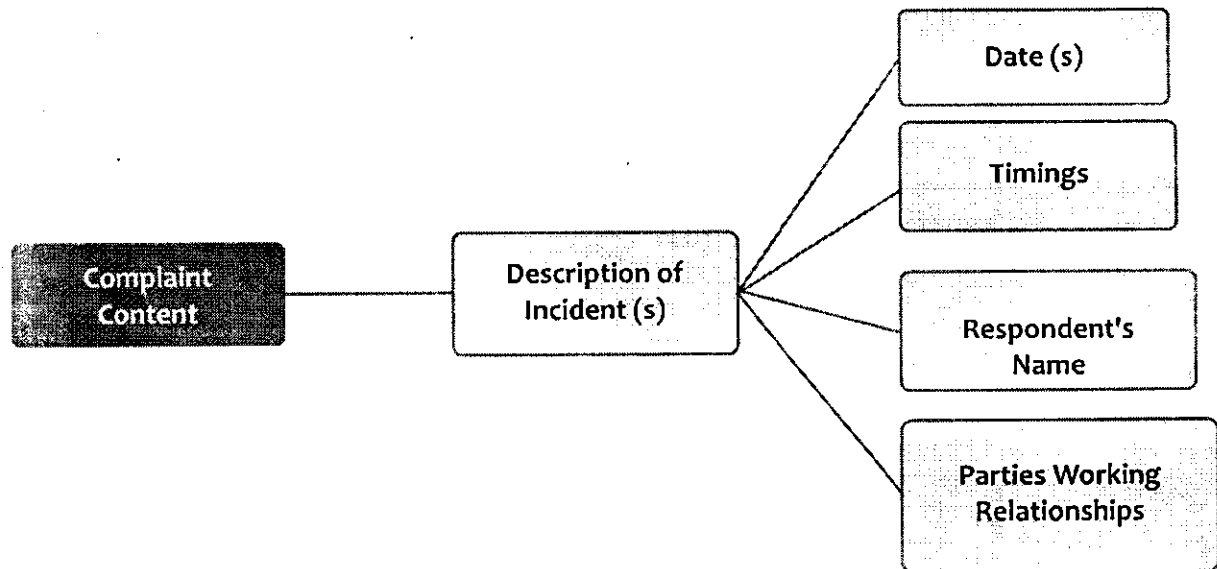 Complaint
Content
Description of
Incident (s)
Date (s)
Timings
Respondent's
Name
Parties Working
Relationships